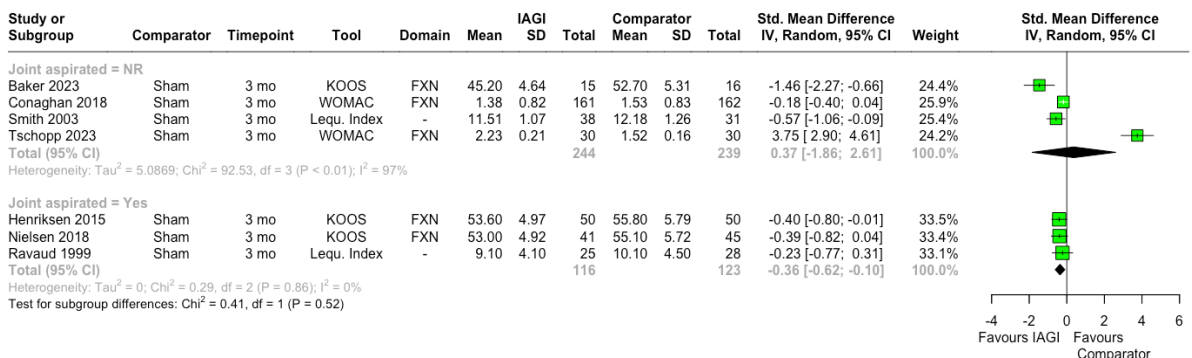 Study or IAGI Comparator Std. Mean Difference Std. Mean Difference
Subgroup Comparator Timepoint Tool Domain Mean SD Total Mean SD Total IV, Random, 95% CI Weight IV, Random, 95% CI
Joint aspirated = NR
Baker 2023 Sham 3 mo KOOS FXN 45.20 4.64 15 52.70 5.31 16 -1.46 [-2.27; -0.66] 24.4%
Conaghan 2018 Sham 3 mo WOMAC FXN 1.38 0.82 161 1.53 0.83 162 -0.18 [-0.40; 0.04] 25.9%
Smith 2003 Sham 3 mo Lequ. Index - 11.51 1.07 38 12.18 1.26 31 -0.57 [-1.06; -0.09] 25.4%
Tschopp 2023 Sham 3 mo WOMAC FXN 2.23 0.21 30 1.52 0.16 30 3.75 [ 2.90; 4.61] 24.2%
Total (95% CI) 244 239 0.37 [-1.86; 2.61] 100.0%
Heterogeneity: Tau² = 5.0869; Chi² = 92.53, df = 3 (P < 0.01); I² = 97%
Joint aspirated = Yes
Henriksen 2015 Sham 3 mo KOOS FXN 53.60 4.97 50 55.80 5.79 50 -0.40 [-0.80; -0.01] 33.5%
Nielsen 2018 Sham 3 mo KOOS FXN 53.00 4.92 41 55.10 5.72 45 -0.39 [-0.82; 0.04] 33.4%
Ravaud 1999 Sham 3 mo Lequ. Index - 9.10 4.10 25 10.10 4.50 28 -0.23 [-0.77; 0.31] 33.1%
Total (95% CI) 116 123 -0.36 [-0.62; -0.10] 100.0%
Heterogeneity: Tau² = 0; Chi² = 0.29, df = 2 (P = 0.86); I² = 0%
Test for subgroup differences: Chi² = 0.41, df = 1 (P = 0.52)
-4 -2 0 2 4 6
Favours IAGI Favours
Comparator